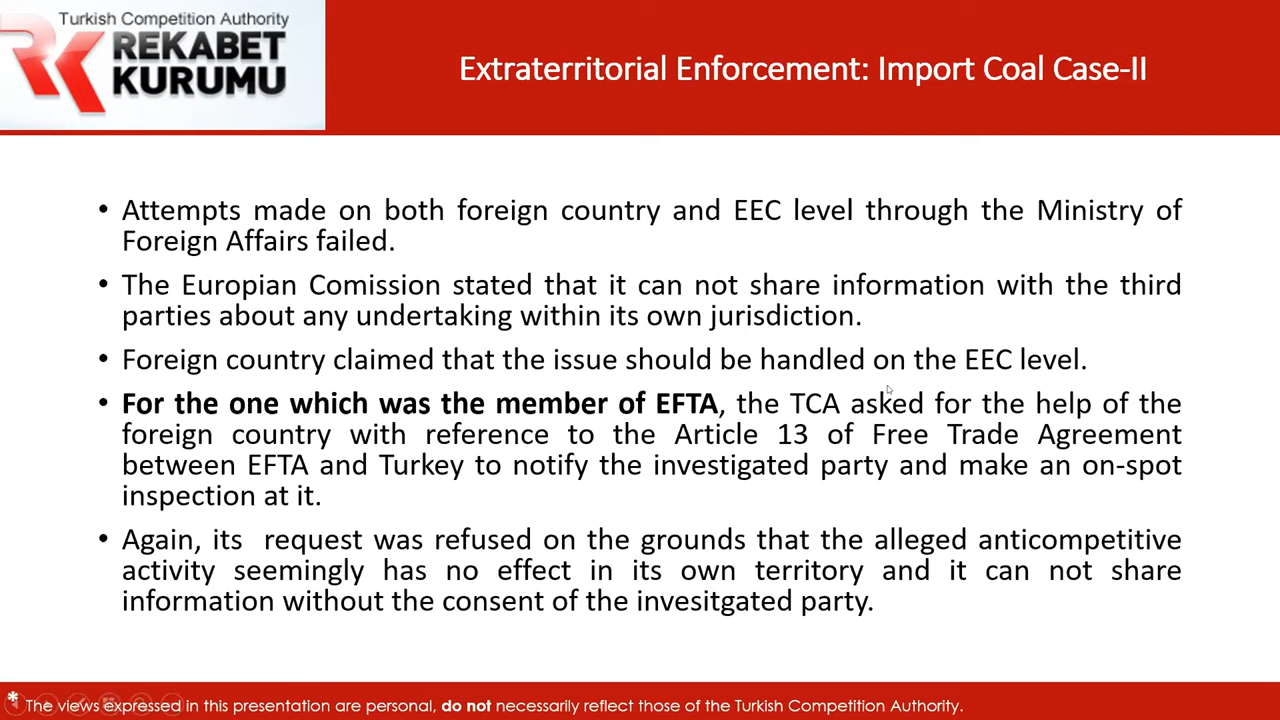 Turkish Competition Authority
REKABET
KURUMU
Extraterritorial Enforcement: Import Coal Case-II
• Attempts made on both foreign country and EEC level through the Ministry of
Foreign Affairs failed.
• The Europian Comission stated that it can not share information with the third
parties about any undertaking within its own jurisdiction.
• Foreign country claimed that the issue should be handled on the EEC level.
• For the one which was the member of EFTA, the TCA asked for the help of the
foreign country with reference to the Article 13 of Free Trade Agreement
between EFTA and Turkey to notify the investigated party and make an on-spot
inspection at it.
• Again, its request was refused on the grounds that the alleged anticompetitive
activity seemingly has no effect in its own territory and it can not share
information without the consent of the invesitgated party.
* The views expressed in this presentation are personal, do not necessarily reflect those of the Turkish Competition Authority.